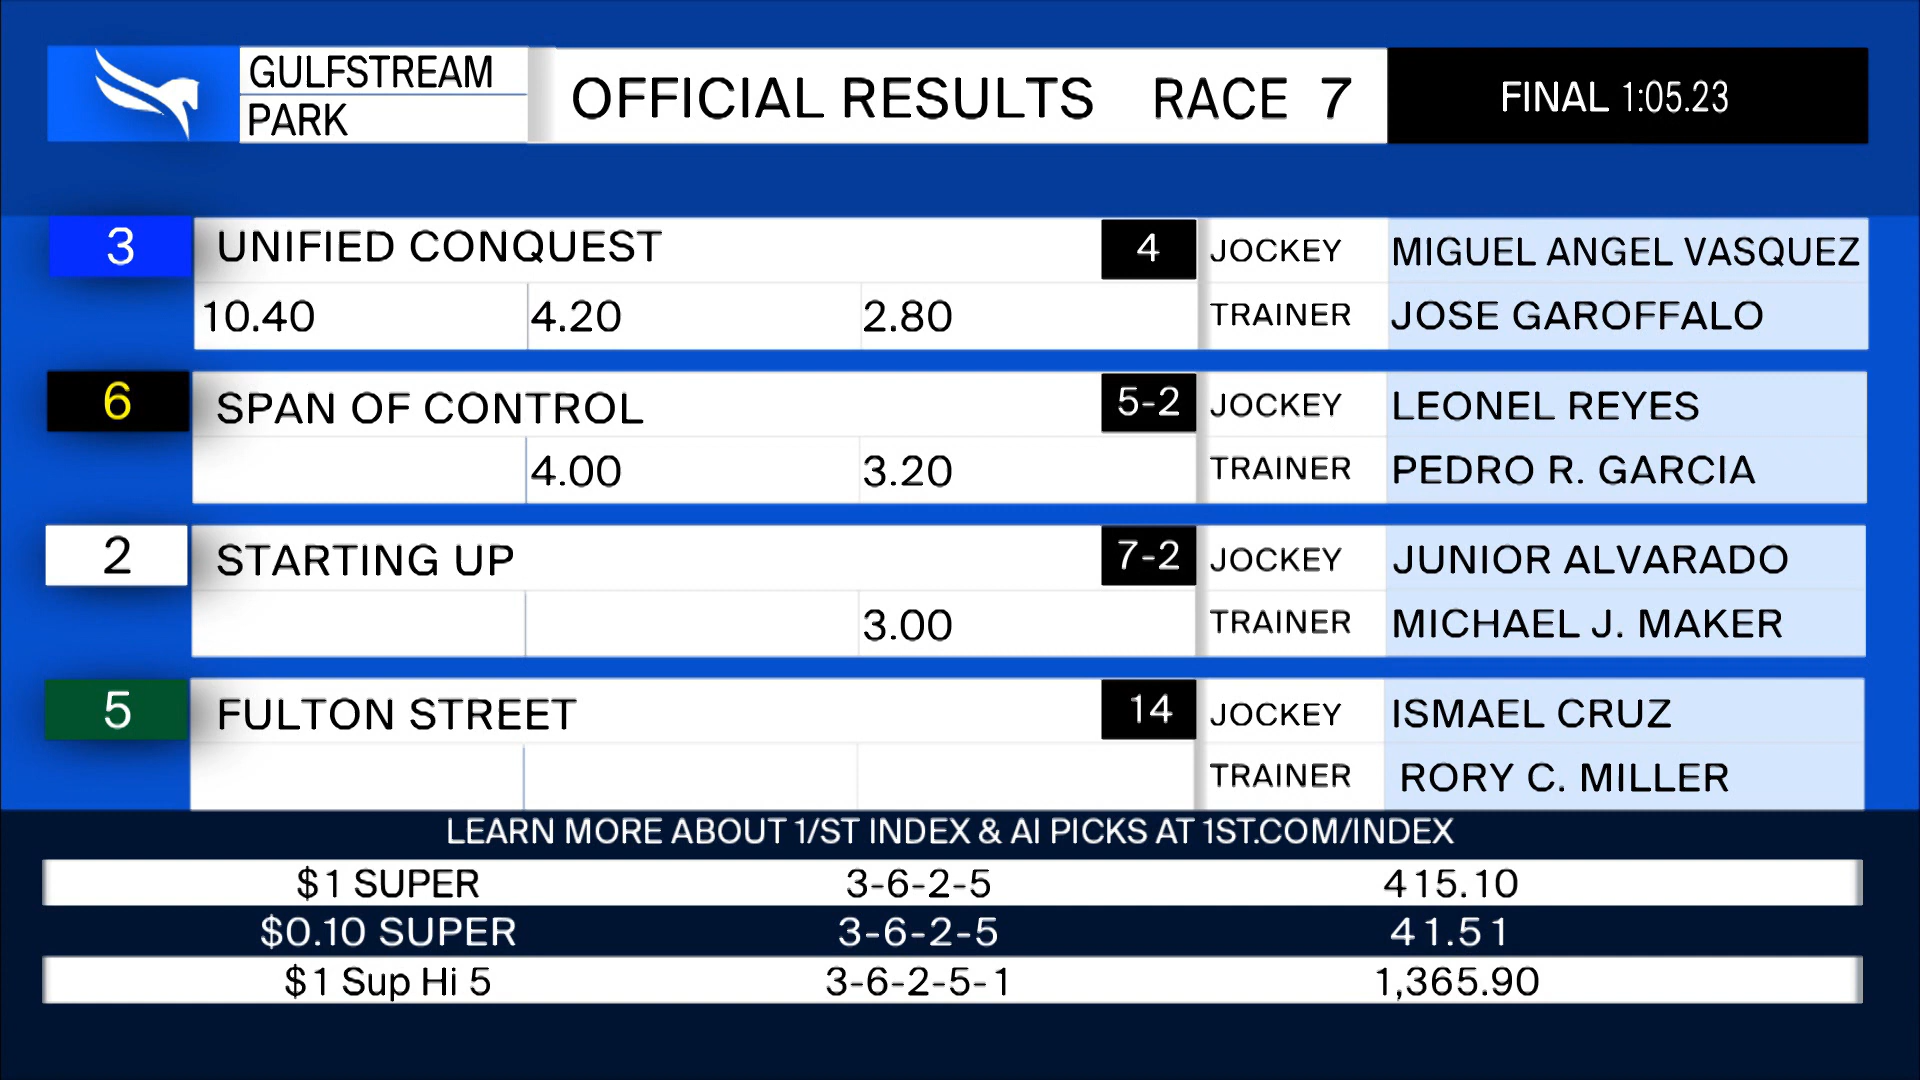 GULFSTREAM
PARK
OFFICIAL RESULTS RACE 7
FINAL 1:05.23
3 UNIFIED CONQUEST 4 JOCKEY MIGUEL ANGEL VASQUEZ
10.40 4.20 2.80 TRAINER JOSE GAROFFALO
6 SPAN OF CONTROL 5-2 JOCKEY LEONEL REYES
4.00 3.20 TRAINER PEDRO R. GARCIA
2 STARTING UP 7-2 JOCKEY JUNIOR ALVARADO
3.00 TRAINER MICHAEL J. MAKER
5 FULTON STREET 14 JOCKEY ISMAEL CRUZ
TRAINER RORY C. MILLER
LEARN MORE ABOUT 1/ST INDEX & AI PICKS AT 1ST.COM/INDEX
$1 SUPER 3-6-2-5 415.10
$0.10 SUPER 3-6-2-5 41.51
$1 Sup Hi 5 3-6-2-5-1 1,365.90